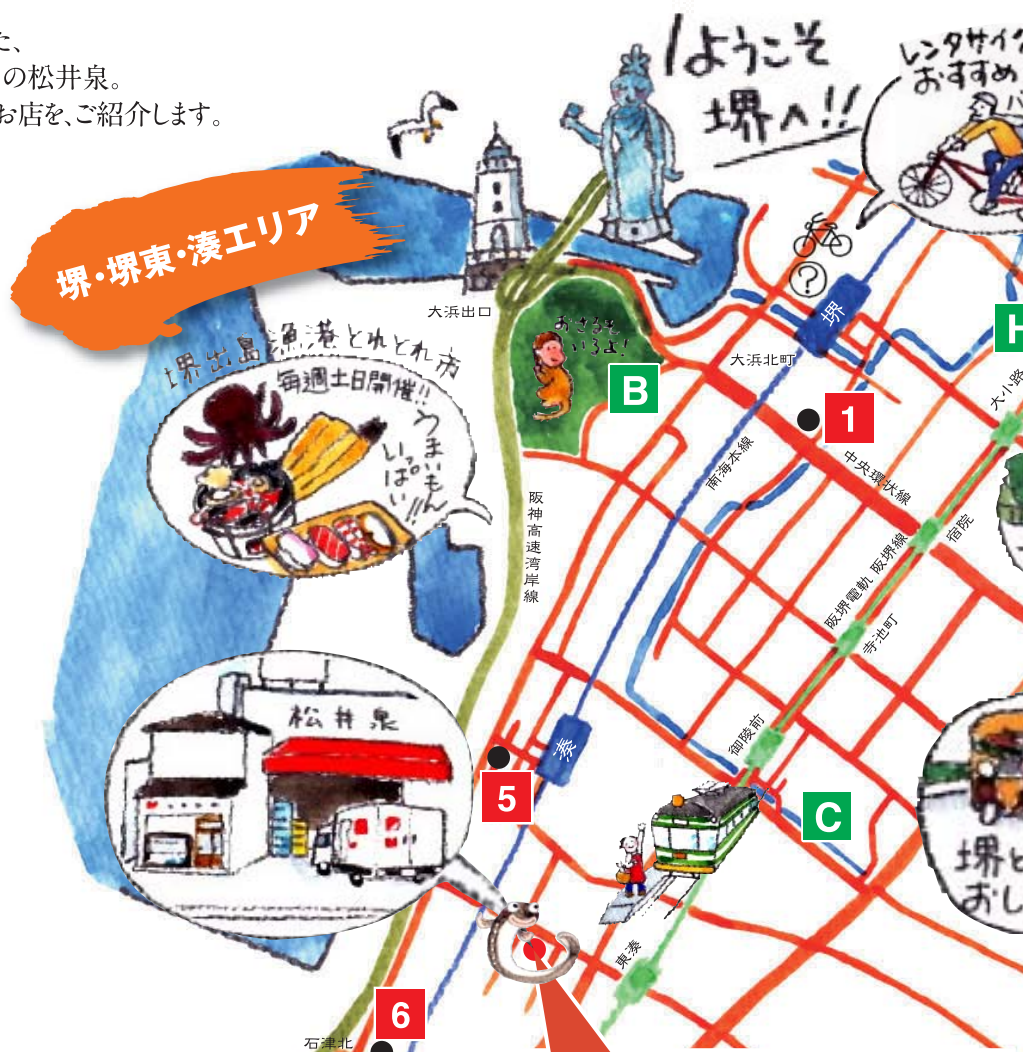 た、
の松井泉。
お店を、ご紹介します。
ようこそ
堺へ!!
レンタサイク
おすすめ
堺・堺東・湊エリア
大浜出口
おさるも
いるよ!
B
?
堺
H
大浜北町
大小路
1
堺出島漁港とれとれ市
毎週土日開催!!
うまいもん
いっぱい!!
南海本線
中央環状線
宿院
阪神高速湾岸線
阪堺電軌 阪堺線
寺池町
御陵前
松井泉
湊
5
C
堺と
おし
東湊
6
石津北